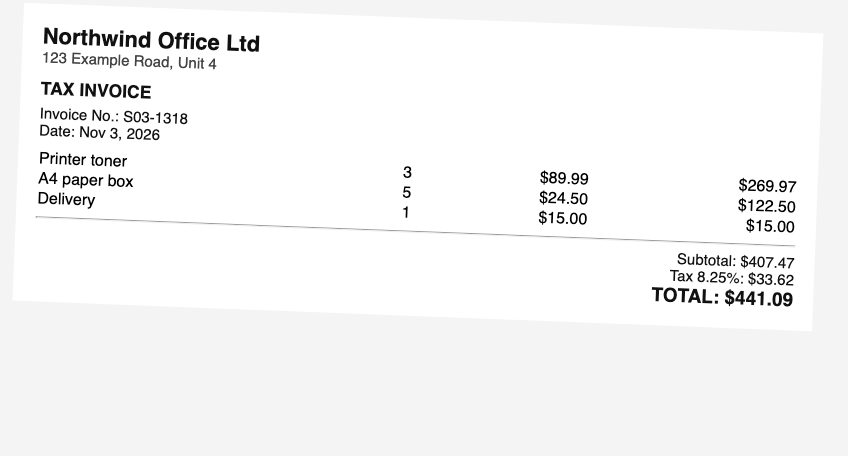 Northwind Office Ltd
123 Example Road, Unit 4
TAX INVOICE
Invoice No.: S03-1318
Date: Nov 3, 2026
Printer toner 3 $89.99 $269.97
A4 paper box 5 $24.50 $122.50
Delivery 1 $15.00 $15.00
Subtotal: $407.47
Tax 8.25%: $33.62
TOTAL: $441.09